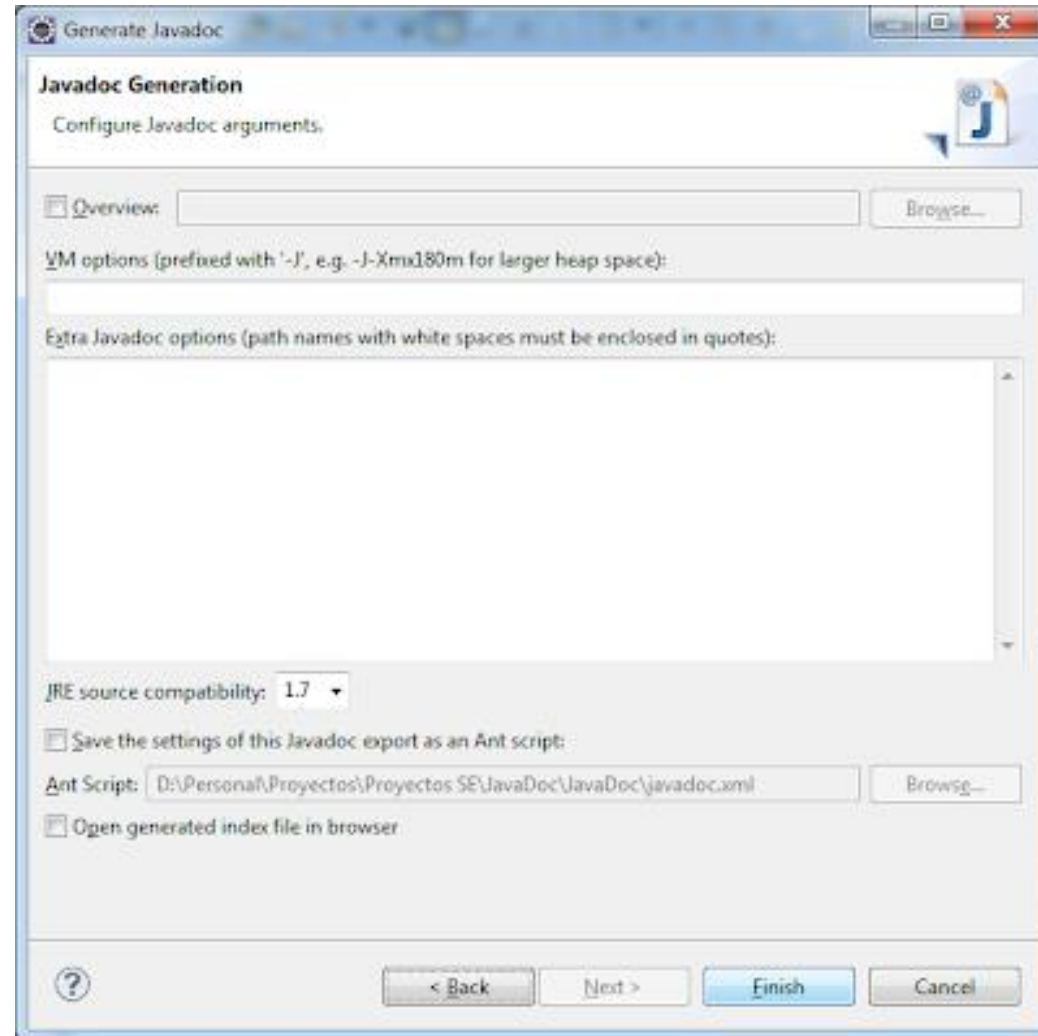 Generate Javadoc
Javadoc Generation
Configure Javadoc arguments.
@J
Overview: Browse...
VM options (prefixed with '-J', e.g. -J-Xmx180m for larger heap space):
Extra Javadoc options (path names with white spaces must be enclosed in quotes):
JRE source compatibility: 1.7
Save the settings of this Javadoc export as an Ant script:
Ant Script: D:\Personal\Proyectos\Proyectos SE\JavaDoc\JavaDoc\javadoc.xml Browse...
Open generated index file in browser
? < Back Next > Finish Cancel